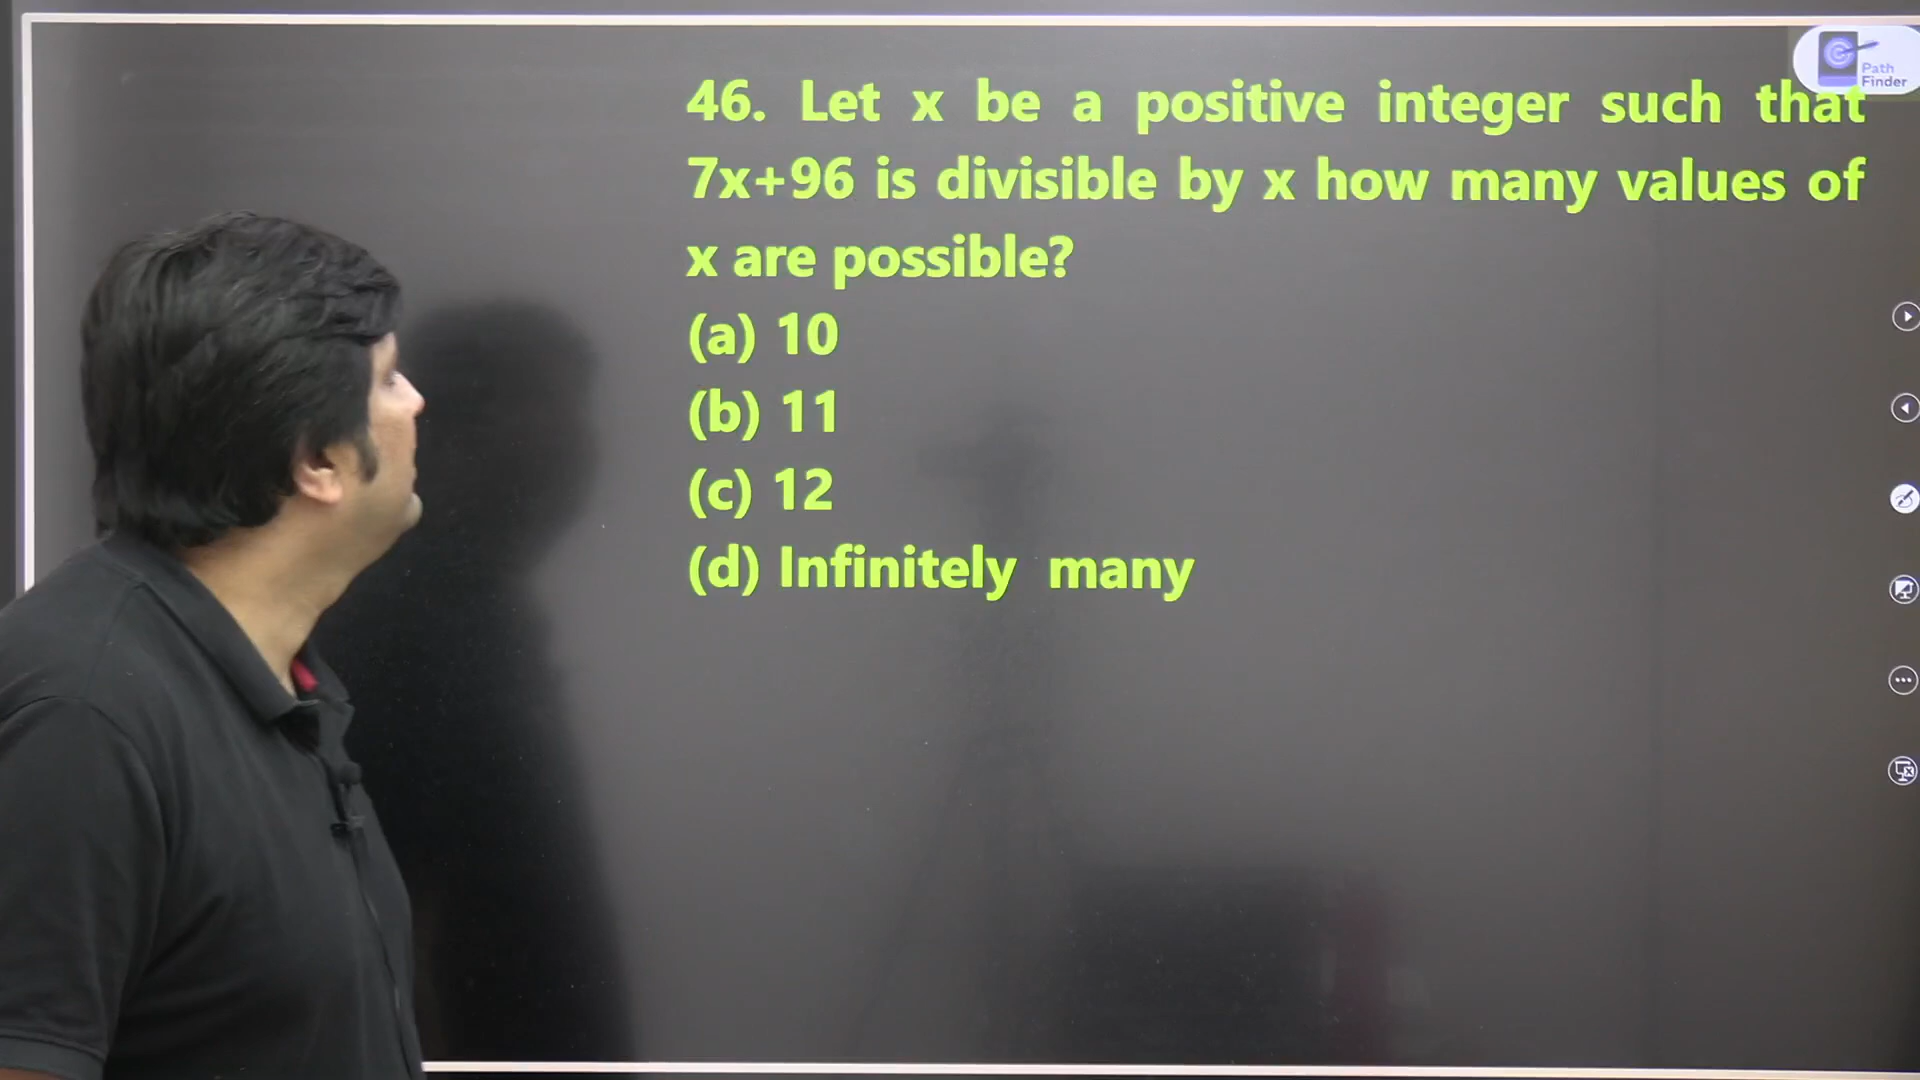 Path
Finder
46. Let x be a positive integer such that
7x+96 is divisible by x how many values of
x are possible?
(a) 10
(b) 11
(c) 12
(d) Infinitely many